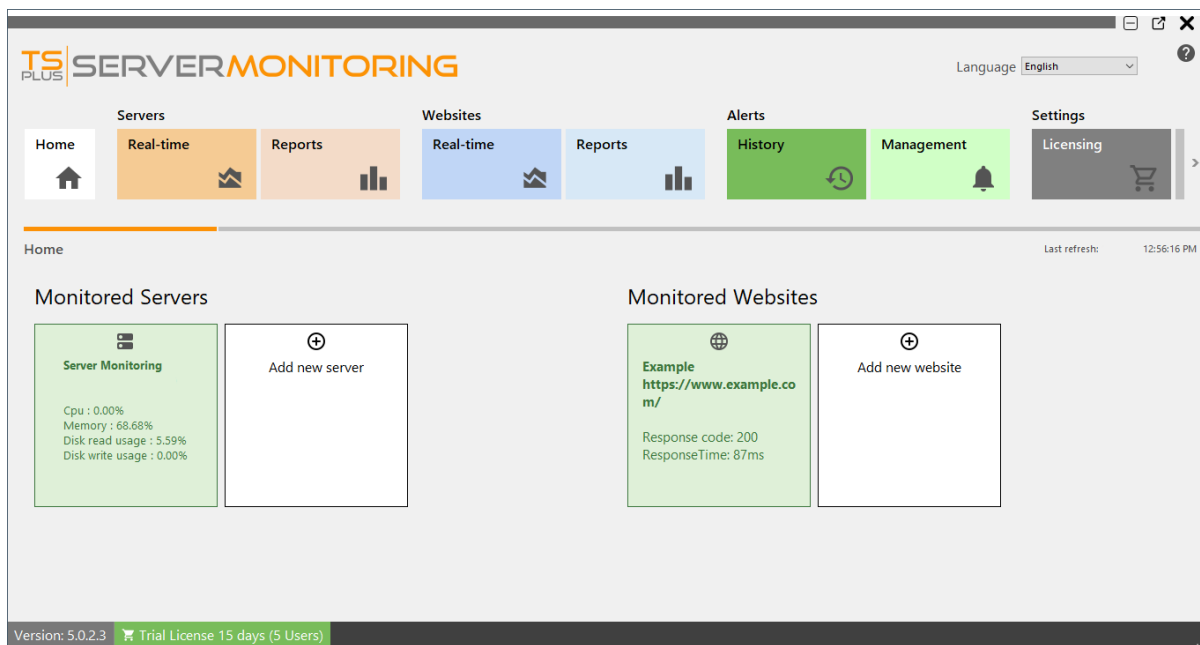 TS PLUS SERVERMONITORING
Language English
Servers Websites Alerts Settings
Home Real-time Reports Real-time Reports History Management Licensing
Home
Last refresh: 12:56:16 PM
Monitored Servers
Server Monitoring
Cpu : 0.00%
Memory : 68.68%
Disk read usage : 5.59%
Disk write usage : 0.00%
Add new server
Monitored Websites
Example
https://www.example.co
m/
Response code: 200
ResponseTime: 87ms
Add new website
Version: 5.0.2.3 Trial License 15 days (5 Users)